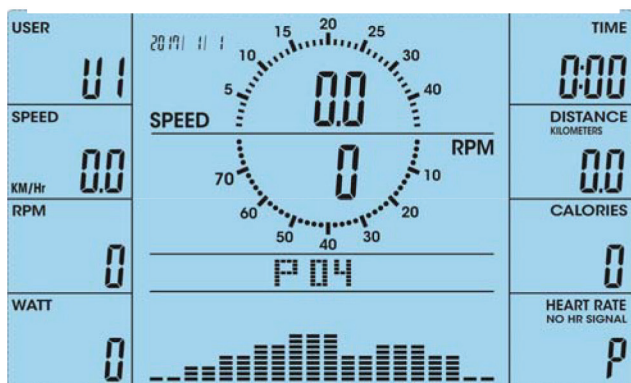 USER
U1
SPEED
KM/Hr 0.0
RPM
0
WATT
0
2017/ 1/ 1
5 10 15 20 25 30 40
0.0
SPEED
RPM
0
70 60 50 40 30 20 10
P04
TIME
0:00
DISTANCE
KILOMETERS
0.0
CALORIES
0
HEART RATE
NO HR SIGNAL
P